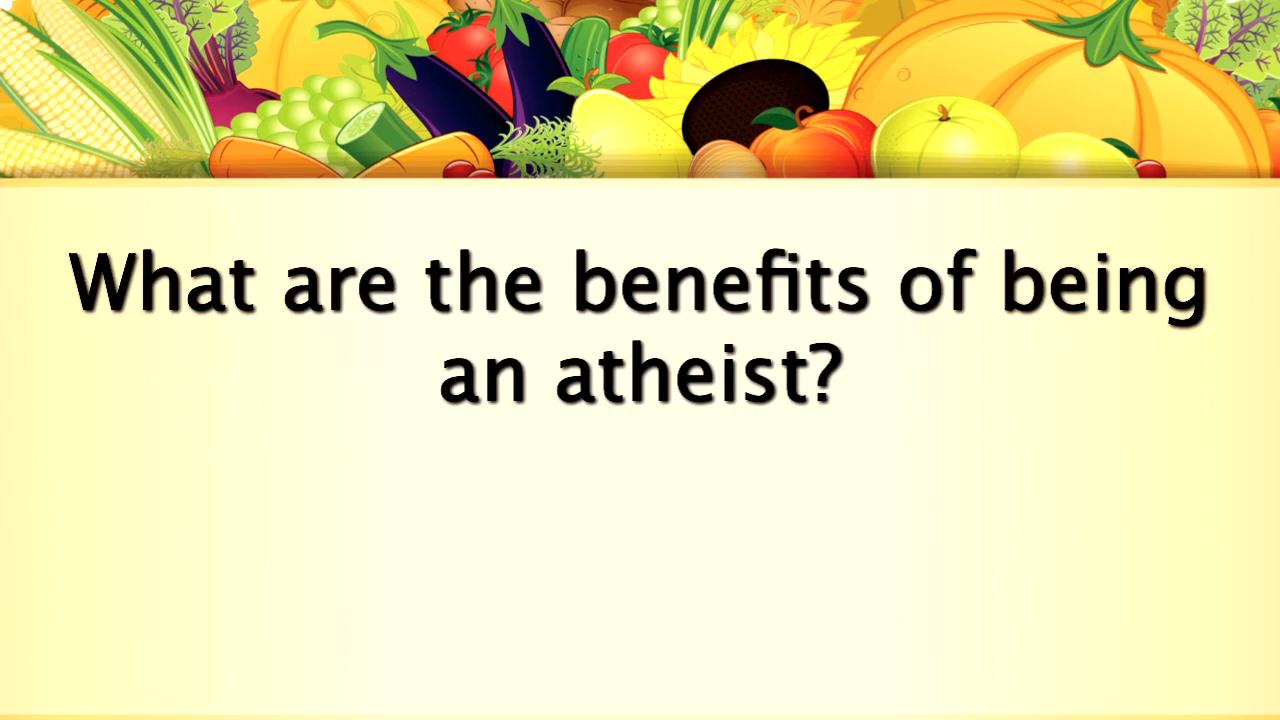 What are the benefits of being
an atheist?